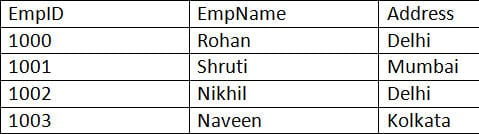 EmpID EmpName Address
1000 Rohan Delhi
1001 Shruti Mumbai
1002 Nikhil Delhi
1003 Naveen Kolkata